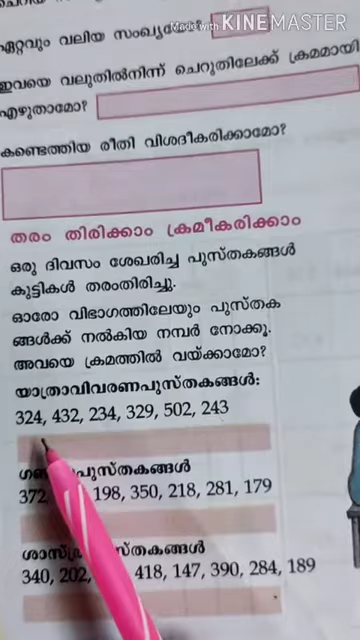 Made with KINEMASTER
ഏറ്റവും വലിയ
ഇവയെ വലുതിൽനിന്ന് ചെറുതിലേക്ക് ക്രമമായി
എഴുതാമോ?
കണ്ടെത്തിയ രീതി വിശദീകരിക്കാമോ?
തരം തിരിക്കാം ക്രമീകരിക്കാം
ഒരു ദിവസം ശേഖരിച്ച പുസ്തകങ്ങൾ
കുട്ടികൾ തരംതിരിച്ചു.
ഓരോ വിഭാഗത്തിലേയും പുസ്തക
ങ്ങൾക്ക് നൽകിയ നമ്പർ നോക്കൂ.
അവയെ ക്രമത്തിൽ വയ്ക്കാമോ?
യാത്രാവിവരണപുസ്തകങ്ങൾ:
324, 432, 234, 329, 502, 243
പുസ്തകങ്ങൾ
372, 198, 350, 218, 281, 179
340, 202, 418, 147, 390, 284, 189